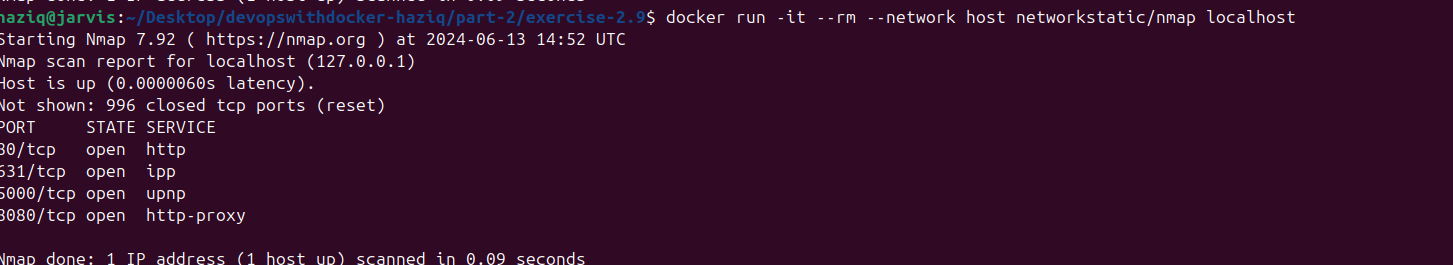 haziq@jarvis:~/Desktop/devopswithdocker-haziq/part-2/exercise-2.9$ docker run -it --rm --network host networkstatic/nmap localhost
Starting Nmap 7.92 ( https://nmap.org ) at 2024-06-13 14:52 UTC
Nmap scan report for localhost (127.0.0.1)
Host is up (0.0000060s latency).
Not shown: 996 closed tcp ports (reset)
PORT     STATE SERVICE
80/tcp   open  http
631/tcp  open  ipp
5000/tcp open  upnp
8080/tcp open  http-proxy
Nmap done: 1 IP address (1 host up) scanned in 0.09 seconds